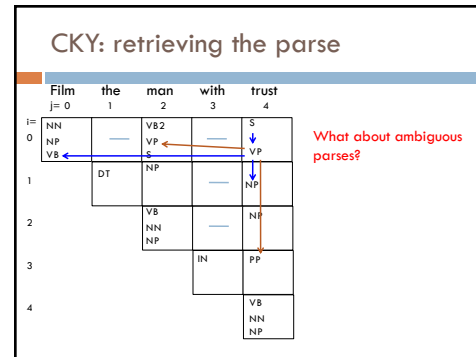 CKY: retrieving the parse
Film the man with trust
j= 0 1 2 3 4
i=
0
NN
NP
VB
VB2
VP
S
S
VP
What about ambiguous
parses?
1
DT
NP
NP
2
VB
NN
NP
NP
3
IN
PP
4
VB
NN
NP